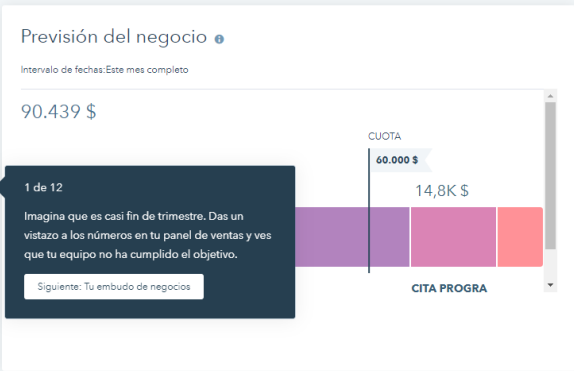 Previsión del negocio
Intervalo de fechas:Este mes completo
90.439 $
CUOTA
60.000 $
14,8K $
1 de 12
Imagina que es casi fin de trimestre. Das un
vistazo a los números en tu panel de ventas y ves
que tu equipo no ha cumplido el objetivo.
Siguiente: Tu embudo de negocios
CITA PROGRA